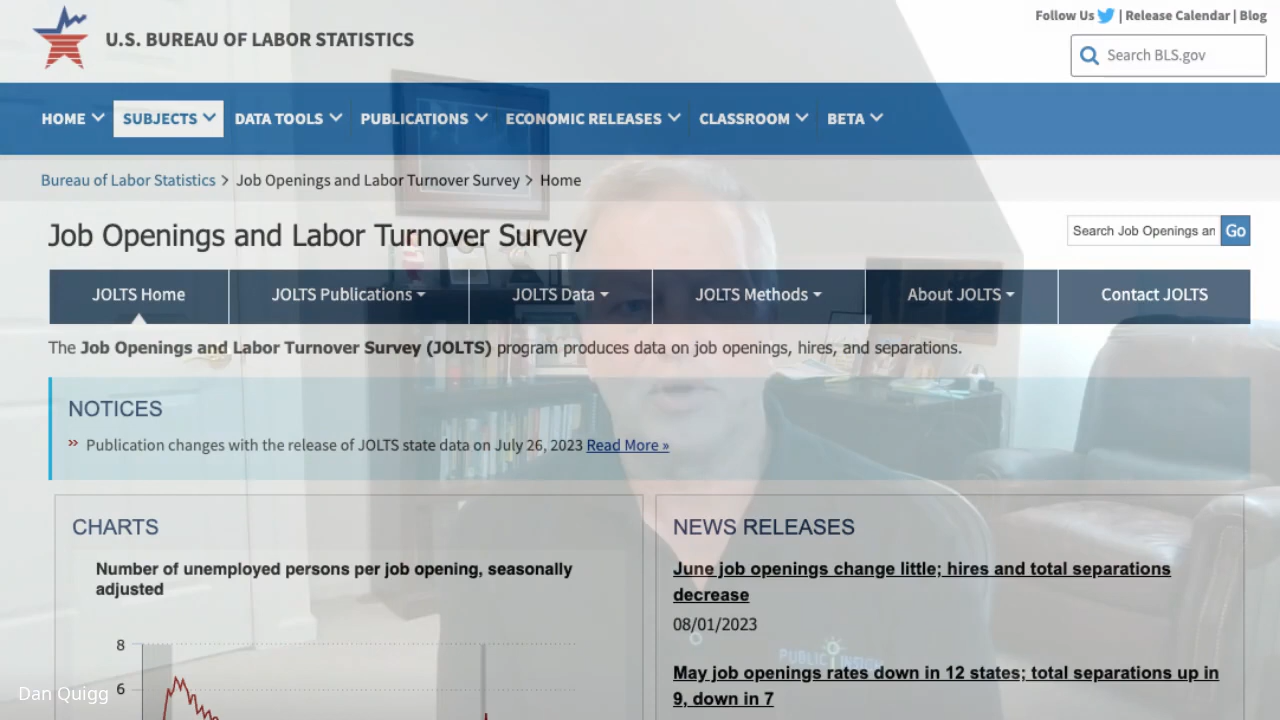 Follow Us | Release Calendar | Blog
U.S. BUREAU OF LABOR STATISTICS
Search BLS.gov
HOME SUBJECTS DATA TOOLS PUBLICATIONS ECONOMIC RELEASES CLASSROOM BETA
Bureau of Labor Statistics > Job Openings and Labor Turnover Survey > Home
Job Openings and Labor Turnover Survey
Search Job Openings an Go
JOLTS Home JOLTS Publications JOLTS Data JOLTS Methods About JOLTS Contact JOLTS
The Job Openings and Labor Turnover Survey (JOLTS) program produces data on job openings, hires, and separations.
NOTICES
Publication changes with the release of JOLTS state data on July 26, 2023 Read More »
CHARTS
Number of unemployed persons per job opening, seasonally
adjusted
8
6
NEWS RELEASES
June job openings change little; hires and total separations
decrease
08/01/2023
May job openings rates down in 12 states; total separations up in
9, down in 7
PUBLIC INSIGHT
Dan Quigg